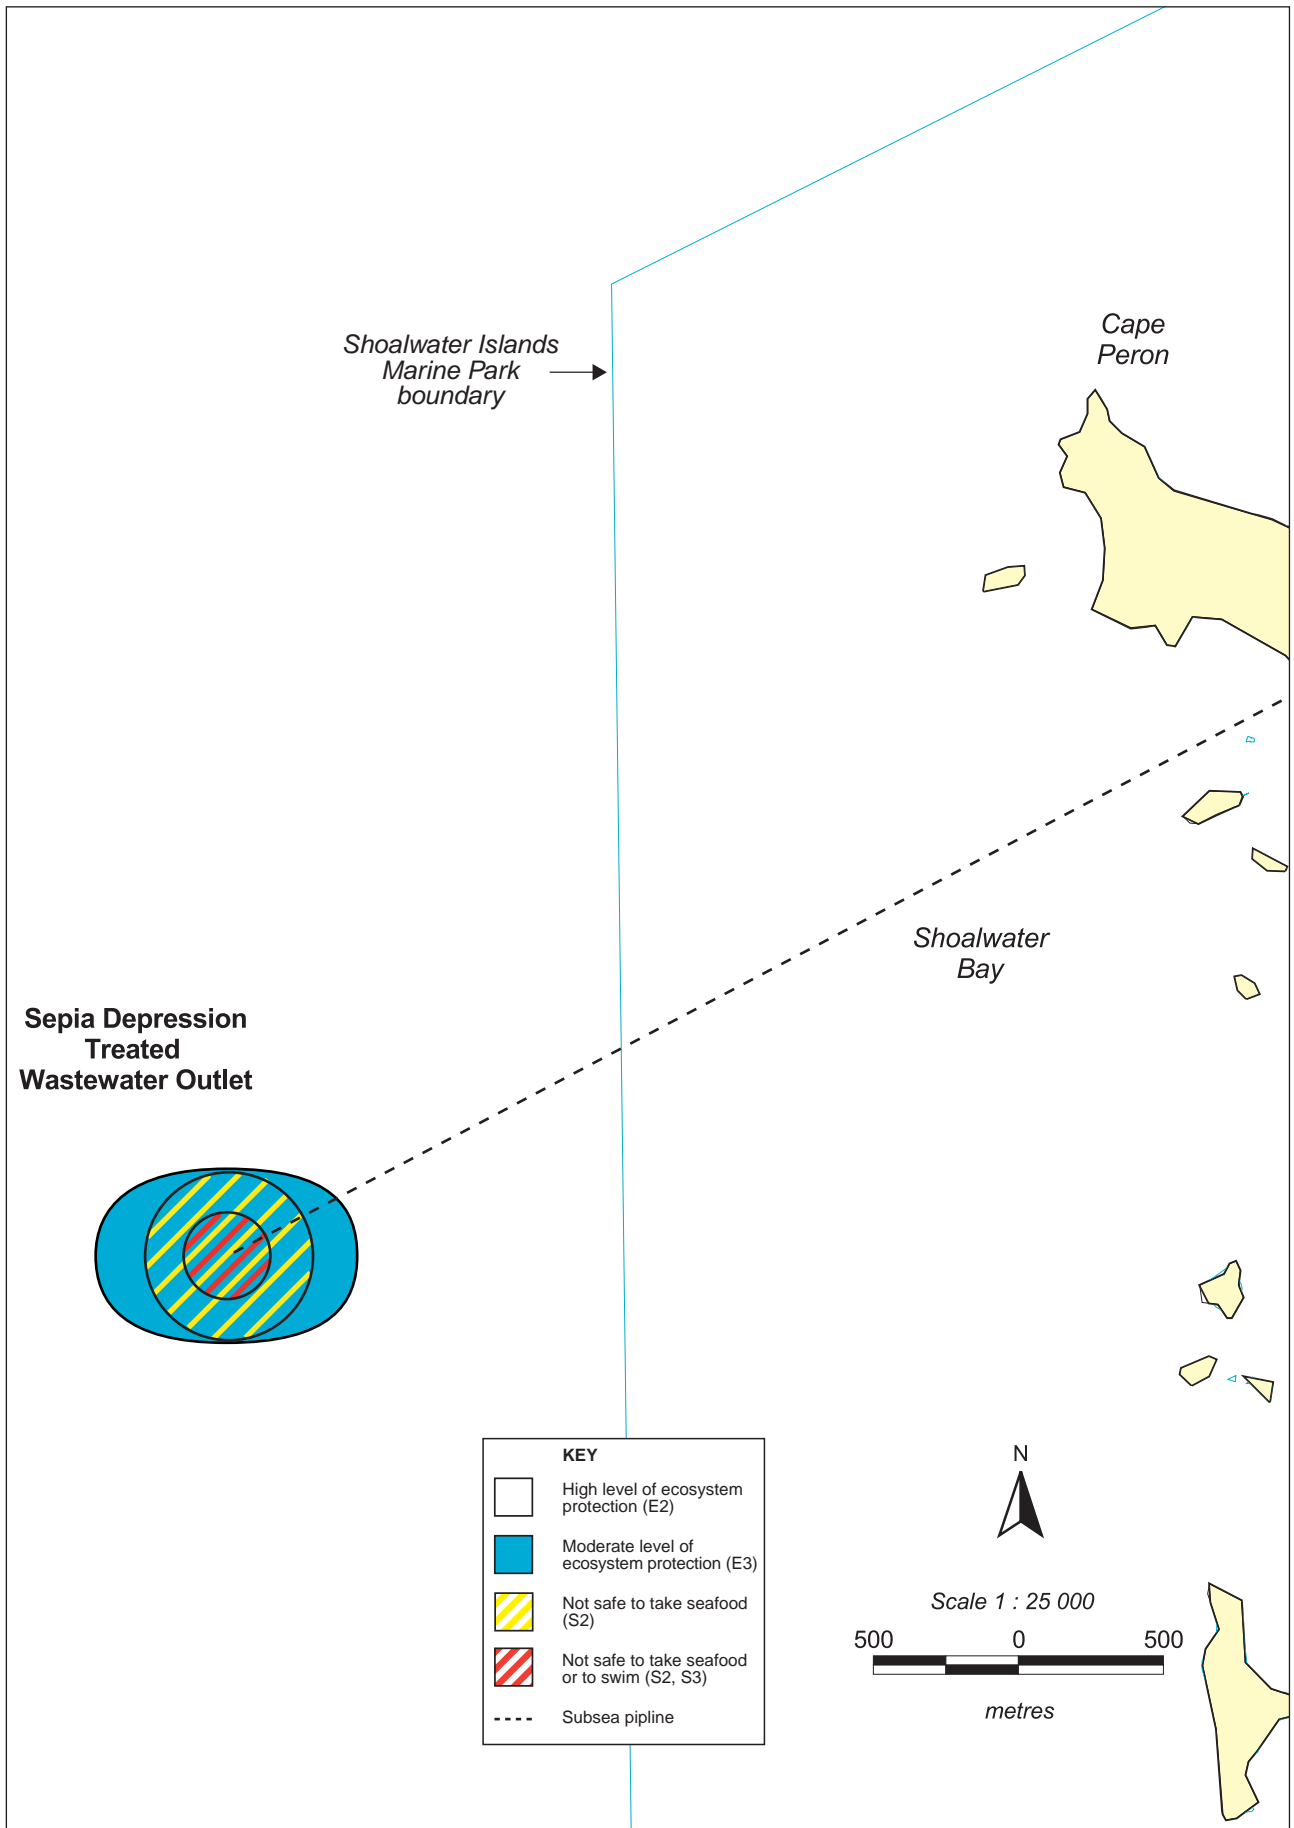 Cape
Peron
Shoalwater Islands
Marine Park
boundary
Shoalwater
Bay
Sepia Depression
Treated
Wastewater Outlet
KEY
High level of ecosystem
protection (E2)
Moderate level of
ecosystem protection (E3)
Not safe to take seafood
(S2)
Not safe to take seafood
or to swim (S2, S3)
Subsea pipline
N
Scale 1 : 25 000
500 0 500
metres